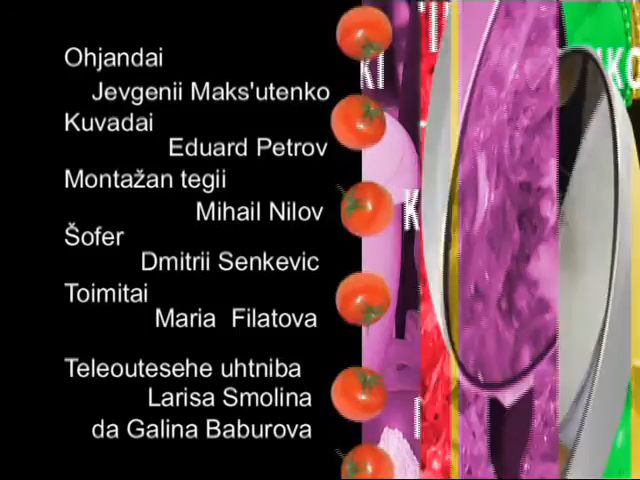 Ohjandai
Jevgenii Maks'utenko
Kuvadai
Eduard Petrov
Montažan tegii
Mihail Nilov
Šofer
Dmitrii Senkevic
Toimitai
Maria Filatova
Teleoutesehe uhtniba
Larisa Smolina
da Galina Baburova